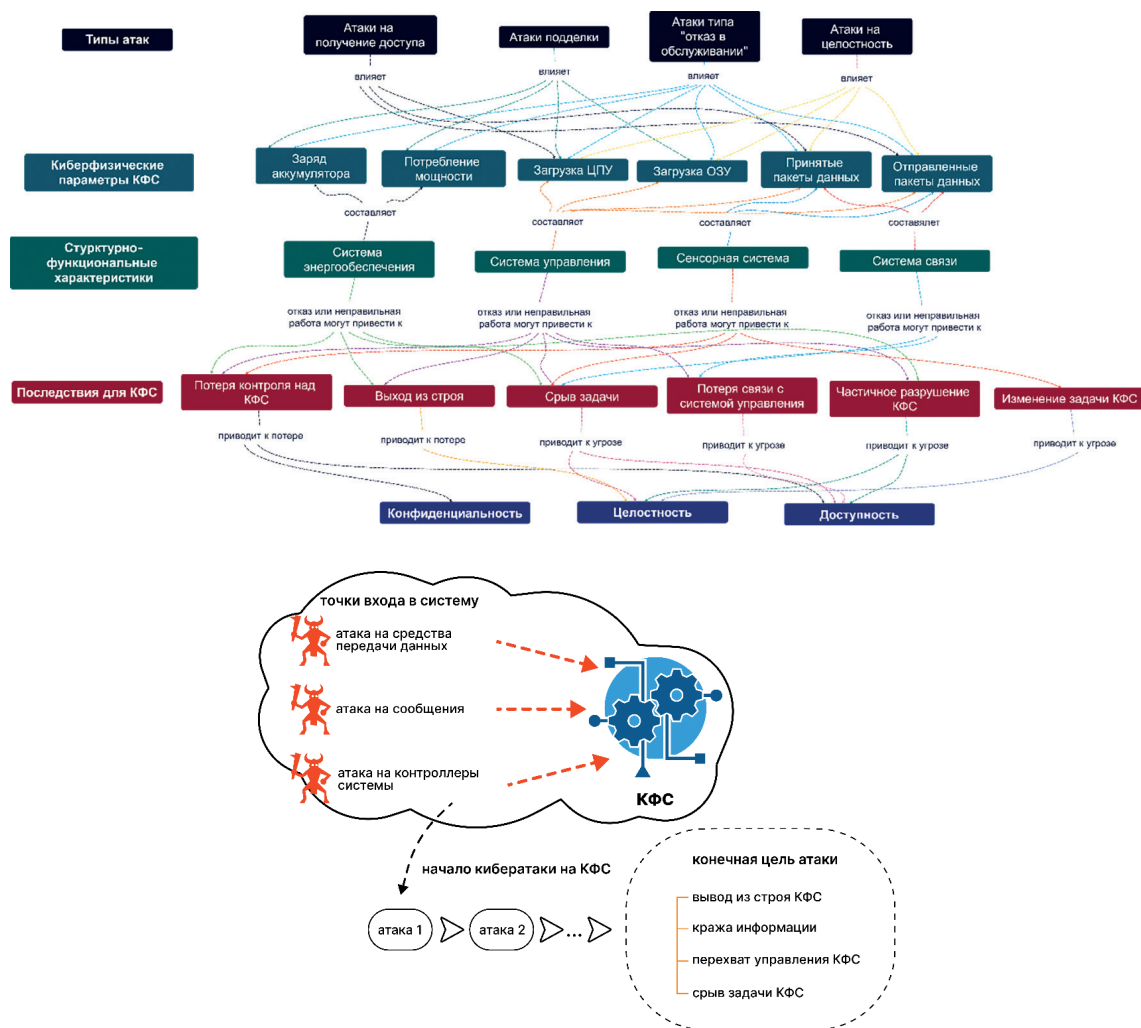 Типы атак
Атаки на
получение доступа
Атаки подделки
Атаки типа
"отказ в
обслуживании"
Атаки на
целостность
влияет
влияет
влияет
влияет
Киберфизические
параметры КФС
Заряд
аккумулятора
Потребление
мощности
Загрузка ЦПУ
Загрузка ОЗУ
Принятые
пакеты данных
Отправленные
пакеты данных
составляет
составляет
составляет
составялет
Стурктурно-
функциональные
характеристики
Система
энергообеспечения
Система управления
Сенсорная система
Система связи
отказ или неправильная
работа могут привести к
отказ или неправильная
работа могут привести к
отказ или неправильная
работа могут привести к
отказ или неправильная
работа могут привести к
Последствия для КФС
Потеря контроля над
КФС
Выход из строя
Срыв задачи
Потеря связи с
системой управления
Частичное разрушение
КФС
Изменение задачи КФС
приводит к потере
приводит к потере
приводит к угрозе
приводит к угрозе
приводит к угрозе
приводит к угрозе
Конфиденциальность
Целостность
Доступность
точки входа в систему
атака на средства
передачи данных
атака на сообщения
атака на контроллеры
системы
КФС
начало кибератаки на КФС
атака 1
атака 2
...
конечная цель атаки
вывод из строя КФС
кража информации
перехват управления КФС
срыв задачи КФС